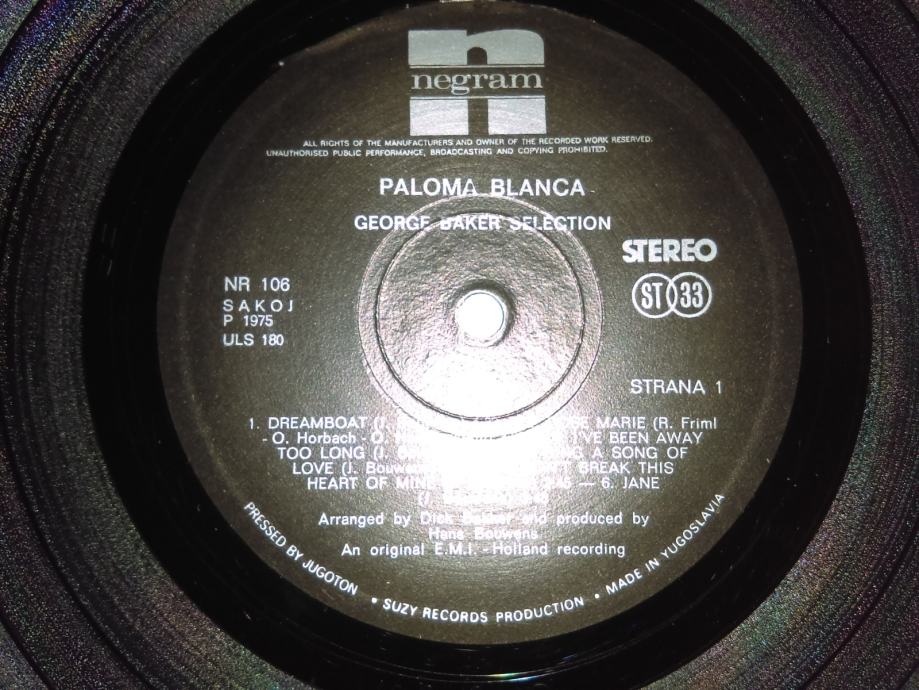 negram
ALL RIGHTS OF THE MANUFACTURERS AND OWNER OF THE RECORDED WORK RESERVED.
UNAUTHORISED PUBLIC PERFORMANCE, BROADCASTING AND COPYING PROHIBITED.
PALOMA BLANCA
GEORGE BAKER SELECTION
STEREO
ST 33
NR 106
SAKOJ
P 1975
ULS 180
STRANA 1
1. DREAMBOAT (J. MARIE (R. Friml
- O. Horbach - O. I'VE BEEN AWAY
TOO LONG (J. A SONG OF
LOVE (J. BREAK THIS
HEART OF MINE — 6. JANE
Arranged by Dick and produced by
Hans Bouwens
An original E.M.I. - Holland recording
PRESSED BY JUGOTON • SUZY RECORDS PRODUCTION • MADE IN YUGOSLAVIA